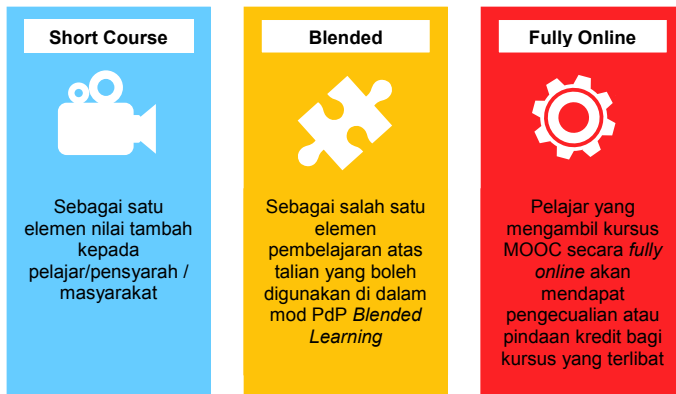 Short Course
Sebagai satu
elemen nilai tambah
kepada
pelajar/pensyarah /
masyarakat
Blended
Sebagai salah satu
elemen
pembelajaran atas
talian yang boleh
digunakan di dalam
mod PdP Blended
Learning
Fully Online
Pelajar yang
mengambil kursus
MOOC secara fully
online akan
mendapat
pengecualian atau
pindaan kredit bagi
kursus yang terlibat